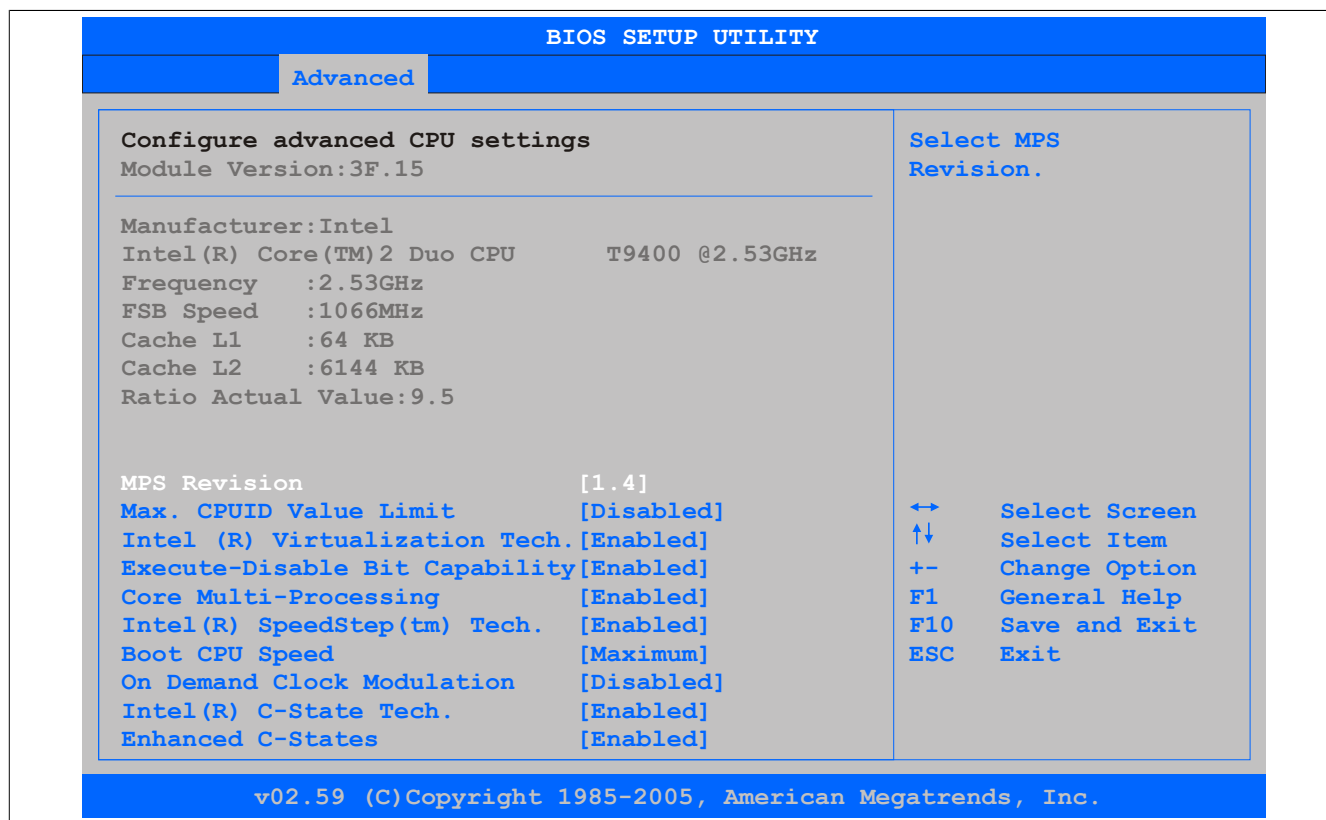 BIOS SETUP UTILITY
Advanced
Configure advanced CPU settings
Module Version:3F.15
Manufacturer:Intel
Intel(R) Core(TM)2 Duo CPU T9400 @2.53GHz
Frequency :2.53GHz
FSB Speed :1066MHz
Cache L1 :64 KB
Cache L2 :6144 KB
Ratio Actual Value:9.5
MPS Revision [1.4]
Max. CPUID Value Limit [Disabled]
Intel (R) Virtualization Tech.[Enabled]
Execute-Disable Bit Capability[Enabled]
Core Multi-Processing [Enabled]
Intel(R) SpeedStep(tm) Tech. [Enabled]
Boot CPU Speed [Maximum]
On Demand Clock Modulation [Disabled]
Intel(R) C-State Tech. [Enabled]
Enhanced C-States [Enabled]
Select MPS
Revision.
↔ Select Screen
↑↓ Select Item
+- Change Option
F1 General Help
F10 Save and Exit
ESC Exit
v02.59 (C)Copyright 1985-2005, American Megatrends, Inc.